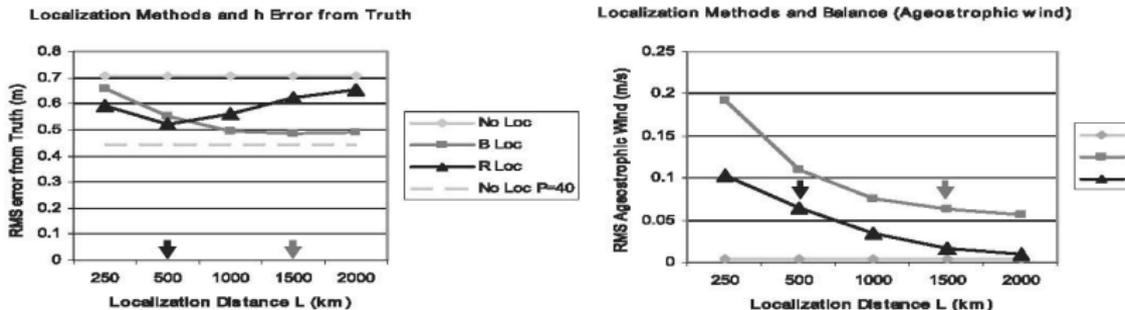 Localization Methods and h Error from Truth
RMS error from Truth (m)
0.8
0.7
0.6
0.5
0.4
0.3
0.2
0.1
0
250 500 1000 1500 2000
Localization Distance L (km)
No Loc
B Loc
R Loc
No Loc P=40
Localization Methods and Balance (Ageostrophic wind)
RMS Ageostrophic Wind (m/s)
0.25
0.2
0.15
0.1
0.05
0
250 500 1000 1500 2000
Localization Distance L (km)